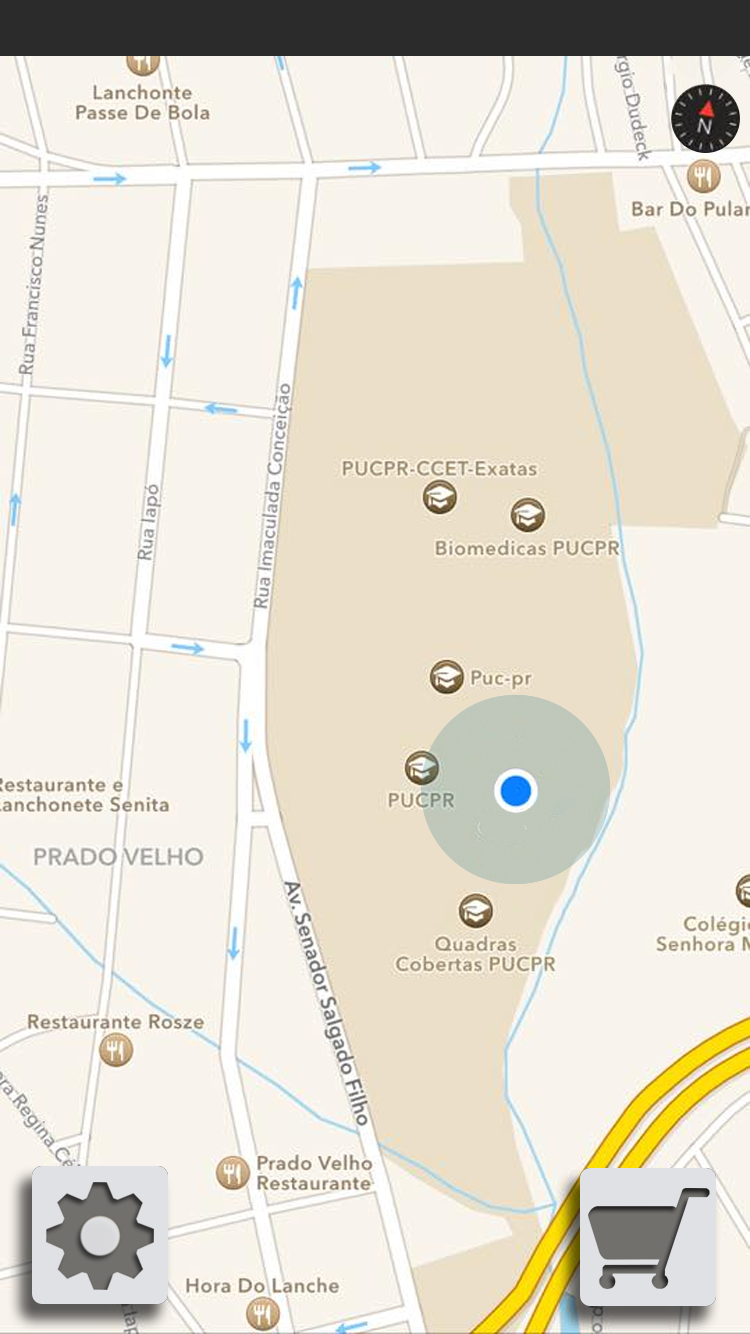 Lanchonte
Passe De Bola
Dudeck
N
Bar Do Pular
Rua Francisco Nunes
Rua Iapó
Rua Imaculada Conceição
PUCPR-CCET-Exatas
Biomedicas PUCPR
Puc-pr
PUCPR
Restaurante e
Lanchonete Senita
PRADO VELHO
Av. Senador Salgado Filho
Quadras
Cobertas PUCPR
Colégi
Senhora M
Restaurante Rosze
Regina
Prado Velho
Restaurante
Hora Do Lanche